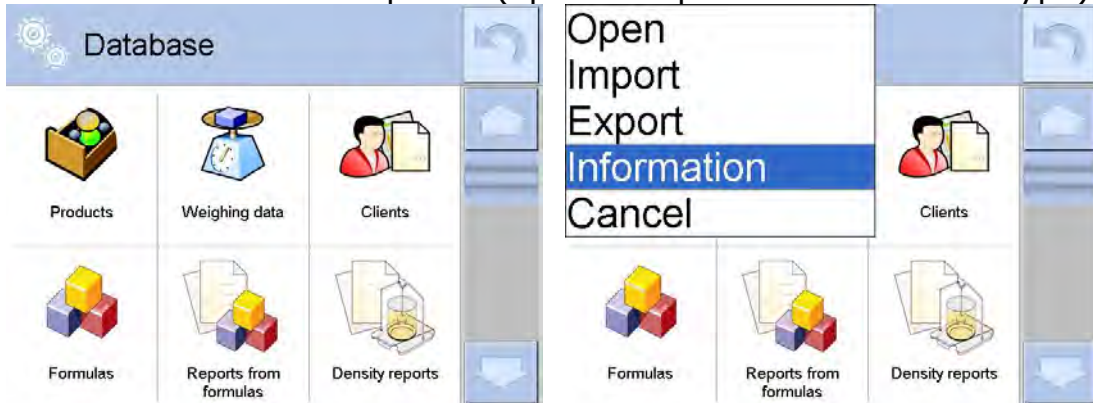 Database
Products
Weighing data
Clients
Formulas
Reports from
formulas
Density reports
Open
Import
Export
Information
Cancel
Clients
Formulas
Reports from
formulas
Density reports